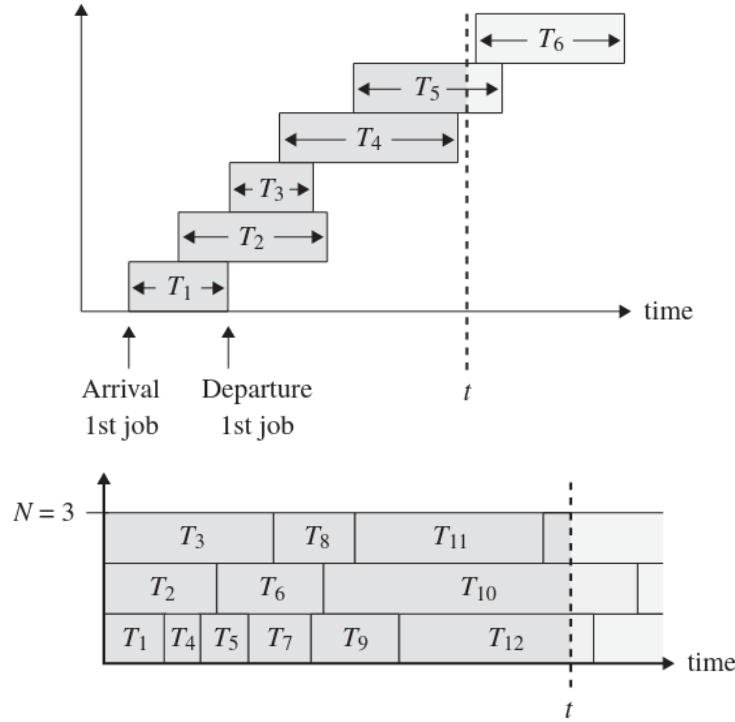 T₆
T₅
T₄
T₃
T₂
T₁
time
Arrival
1st job
Departure
1st job
t
N = 3
T₃ T₈ T₁₁
T₂ T₆ T₁₀
T₁ T₄ T₅ T₇ T₉ T₁₂
time
t